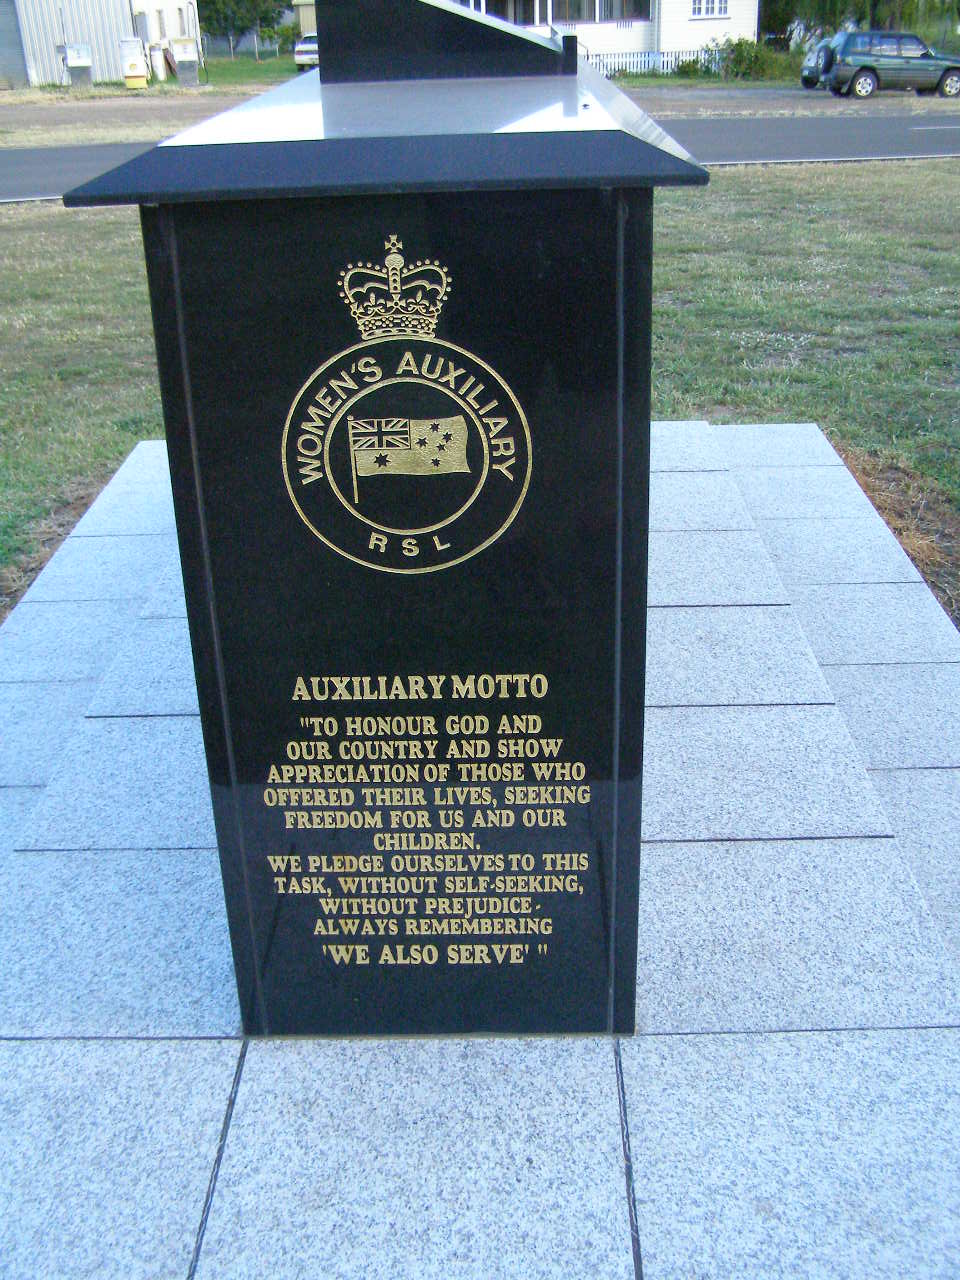 WOMEN'S AUXILIARY
RSL
AUXILIARY MOTTO
"TO HONOUR GOD AND
OUR COUNTRY AND SHOW
APPRECIATION OF THOSE WHO
OFFERED THEIR LIVES, SEEKING
FREEDOM FOR US AND OUR
CHILDREN.
WE PLEDGE OURSELVES TO THIS
TASK, WITHOUT SELF-SEEKING,
WITHOUT PREJUDICE-
ALWAYS REMEMBERING
'WE ALSO SERVE' "